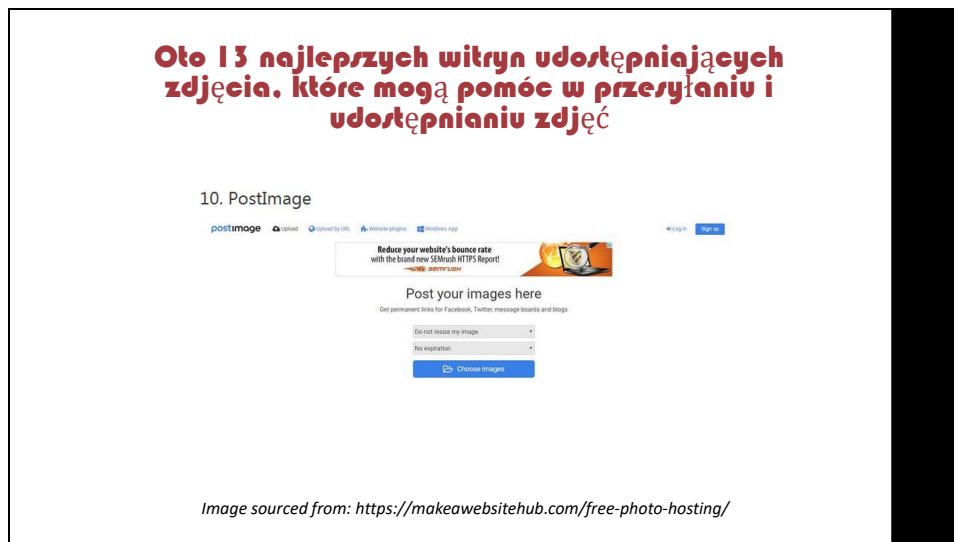 Oto 13 najlepszych witryn udostępniających
zdjęcia, które mogą pomóc w przesyłaniu i
udostępnianiu zdjęć
10. PostImage
postimage Upload Upload by URL Website plugins Windows App Log in Sign up
Reduce your website's bounce rate
with the brand new SEMrush HTTPS Report!
SEMRUSH
Post your images here
Get permanent links for Facebook, Twitter, message boards and blogs
Do not resize my image
No expiration
Choose images
Image sourced from: https://makeawebsitehub.com/free-photo-hosting/